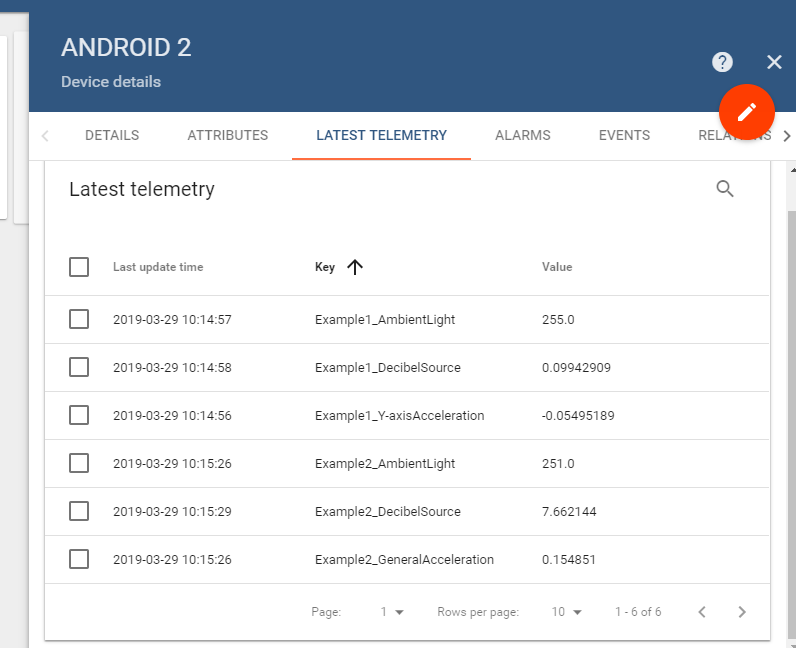 ANDROID 2
Device details
?
DETAILS ATTRIBUTES LATEST TELEMETRY ALARMS EVENTS RELATIONS
Latest telemetry
Last update time Key Value
2019-03-29 10:14:57 Example1_AmbientLight 255.0
2019-03-29 10:14:58 Example1_DecibelSource 0.09942909
2019-03-29 10:14:56 Example1_Y-axisAcceleration -0.05495189
2019-03-29 10:15:26 Example2_AmbientLight 251.0
2019-03-29 10:15:29 Example2_DecibelSource 7.662144
2019-03-29 10:15:26 Example2_GeneralAcceleration 0.154851
Page: 1 Rows per page: 10 1 - 6 of 6